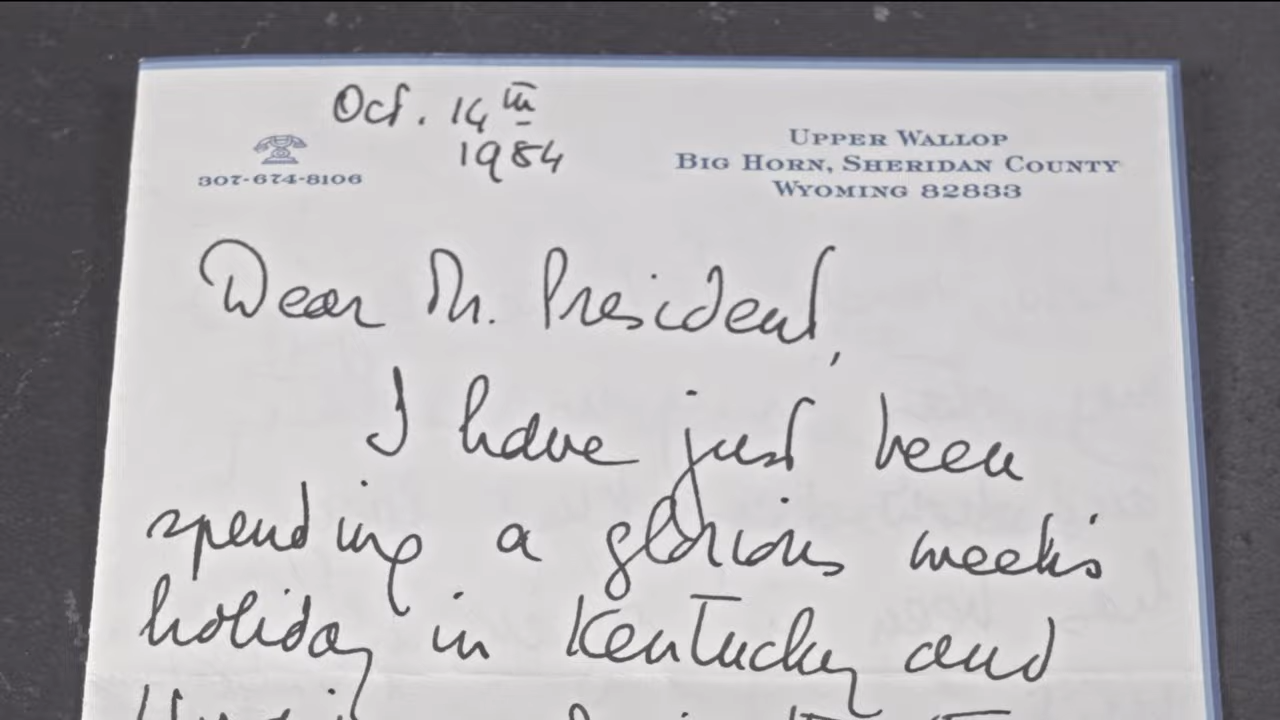 Oct. 14th
1984
307-674-8106
UPPER WALLOP
BIG HORN, SHERIDAN COUNTY
WYOMING 82833
Dear Mr. President,
I have just been
spending a glorious weeks
holiday in Kentucky and